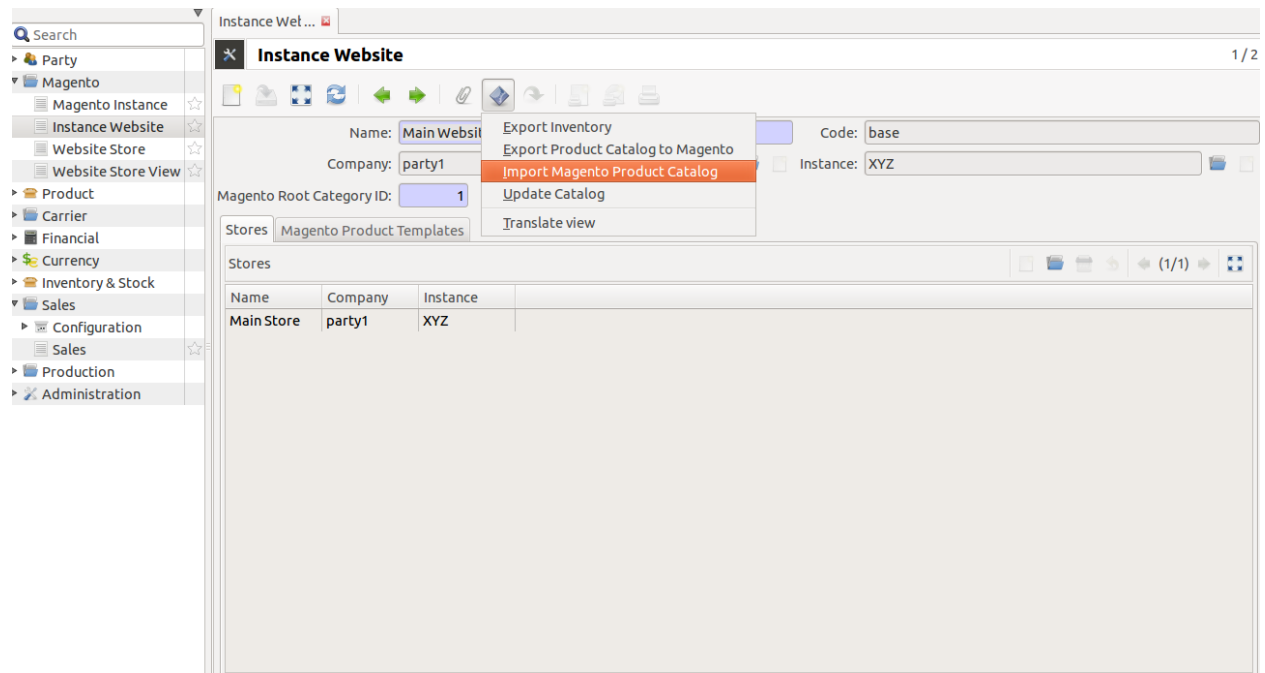 Instance Wet ...
Search
Instance Website
1 / 2
Party
Magento
Magento Instance
Instance Website
Website Store
Website Store View
Product
Carrier
Financial
Currency
Inventory & Stock
Sales
Configuration
Sales
Production
Administration
Name: Main Websit
Code: base
Company: party1
Instance: XYZ
Magento Root Category ID: 1
Export Inventory
Export Product Catalog to Magento
Import Magento Product Catalog
Update Catalog
Translate view
Stores
Magento Product Templates
Stores
(1/1)
Name Company Instance
Main Store party1 XYZ